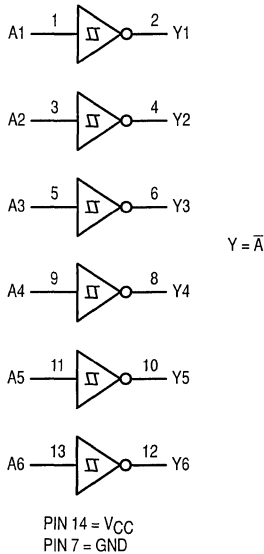 A1 1 2 Y1
A2 3 4 Y2
A3 5 6 Y3
Y = A̅
A4 9 8 Y4
A5 11 10 Y5
A6 13 12 Y6
PIN 14 = VCC
PIN 7 = GND